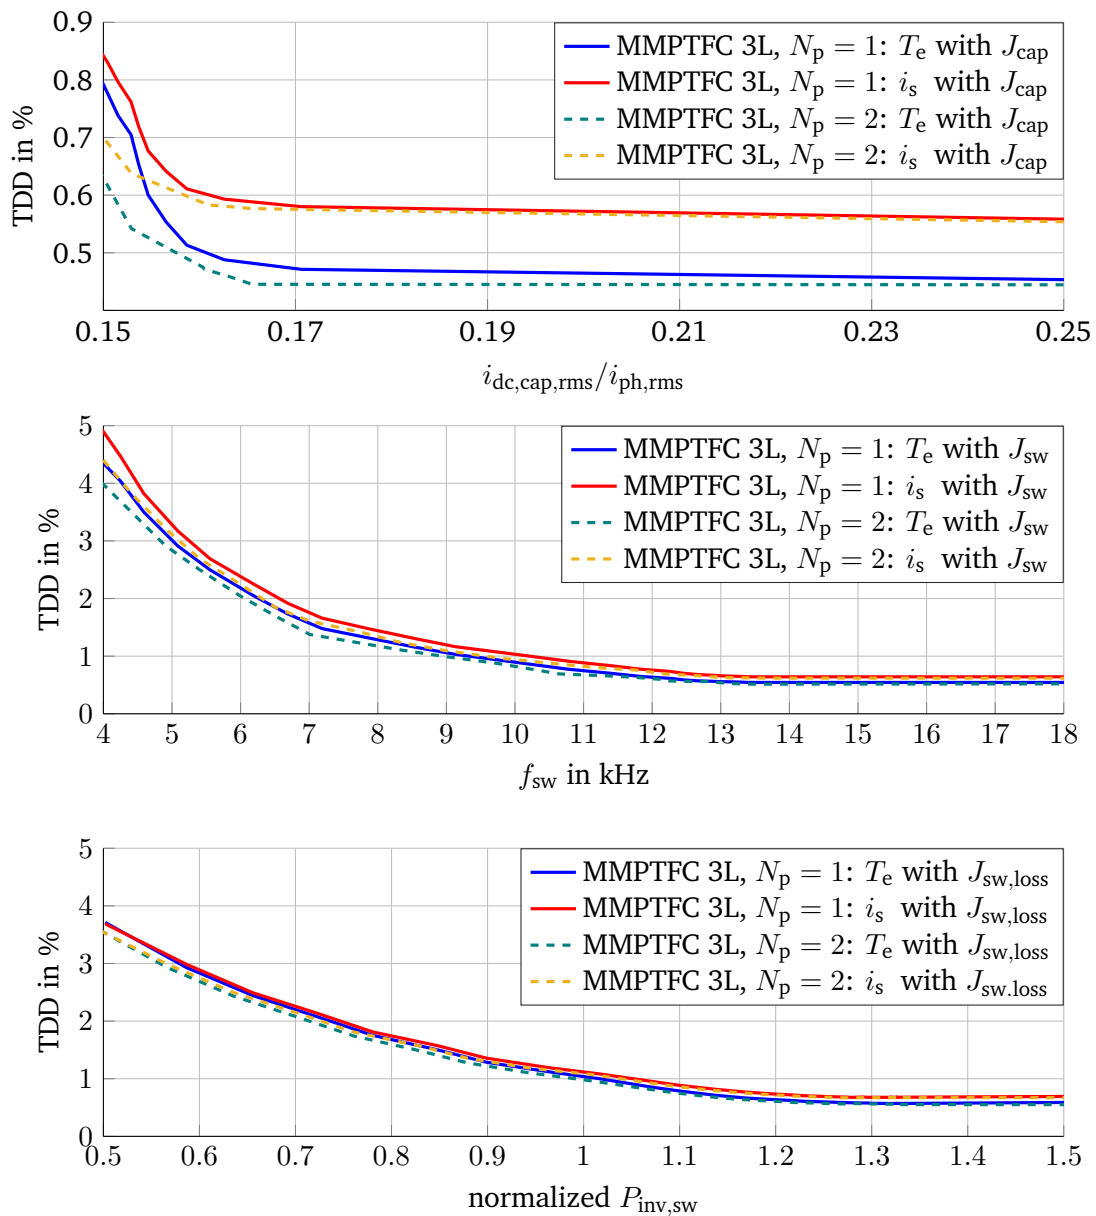 0.9
0.8
0.7
0.6
0.5
TDD in %
MMPTFC 3L, N_p = 1: T_e with J_cap
MMPTFC 3L, N_p = 1: i_s with J_cap
MMPTFC 3L, N_p = 2: T_e with J_cap
MMPTFC 3L, N_p = 2: i_s with J_cap
0.15 0.17 0.19 0.21 0.23 0.25
i_dc,cap,rms/i_ph,rms
5
4
3
2
1
0
TDD in %
MMPTFC 3L, N_p = 1: T_e with J_sw
MMPTFC 3L, N_p = 1: i_s with J_sw
MMPTFC 3L, N_p = 2: T_e with J_sw
MMPTFC 3L, N_p = 2: i_s with J_sw
4 5 6 7 8 9 10 11 12 13 14 15 16 17 18
f_sw in kHz
5
4
3
2
1
0
TDD in %
MMPTFC 3L, N_p = 1: T_e with J_sw,loss
MMPTFC 3L, N_p = 1: i_s with J_sw,loss
MMPTFC 3L, N_p = 2: T_e with J_sw,loss
MMPTFC 3L, N_p = 2: i_s with J_sw.loss
0.5 0.6 0.7 0.8 0.9 1 1.1 1.2 1.3 1.4 1.5
normalized P_inv,sw